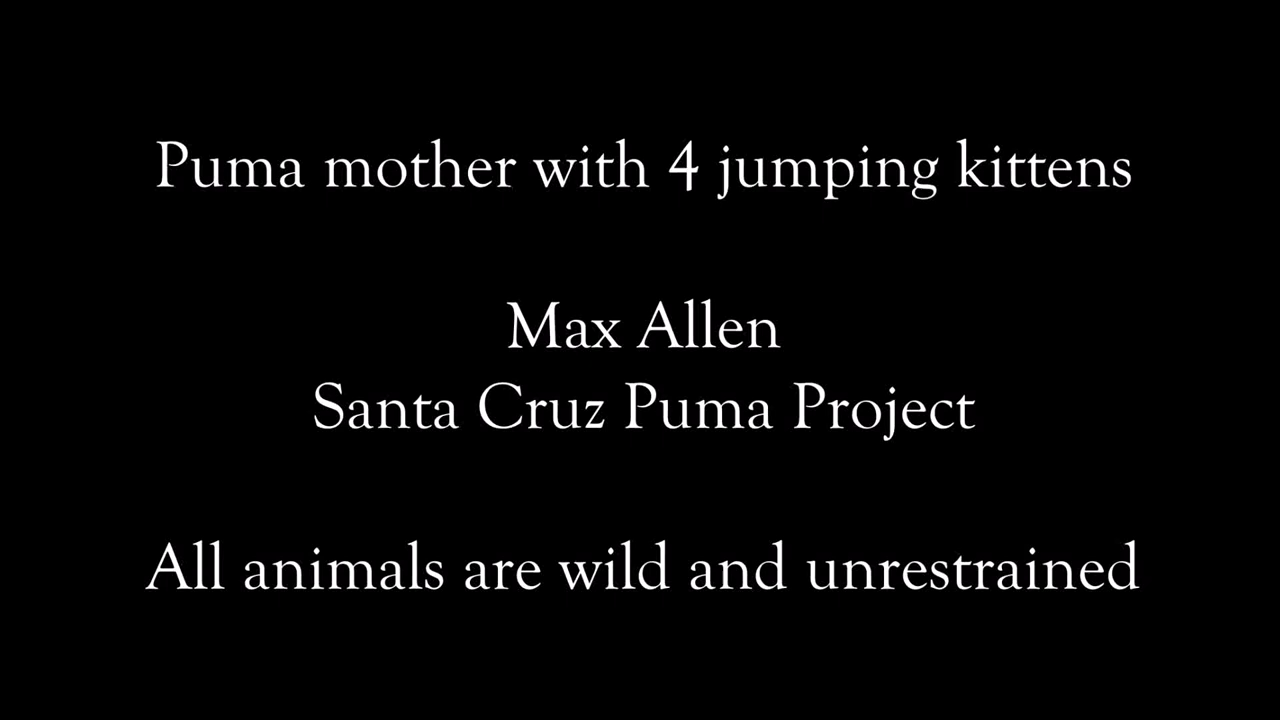 Puma mother with 4 jumping kittens
Max Allen
Santa Cruz Puma Project
All animals are wild and unrestrained